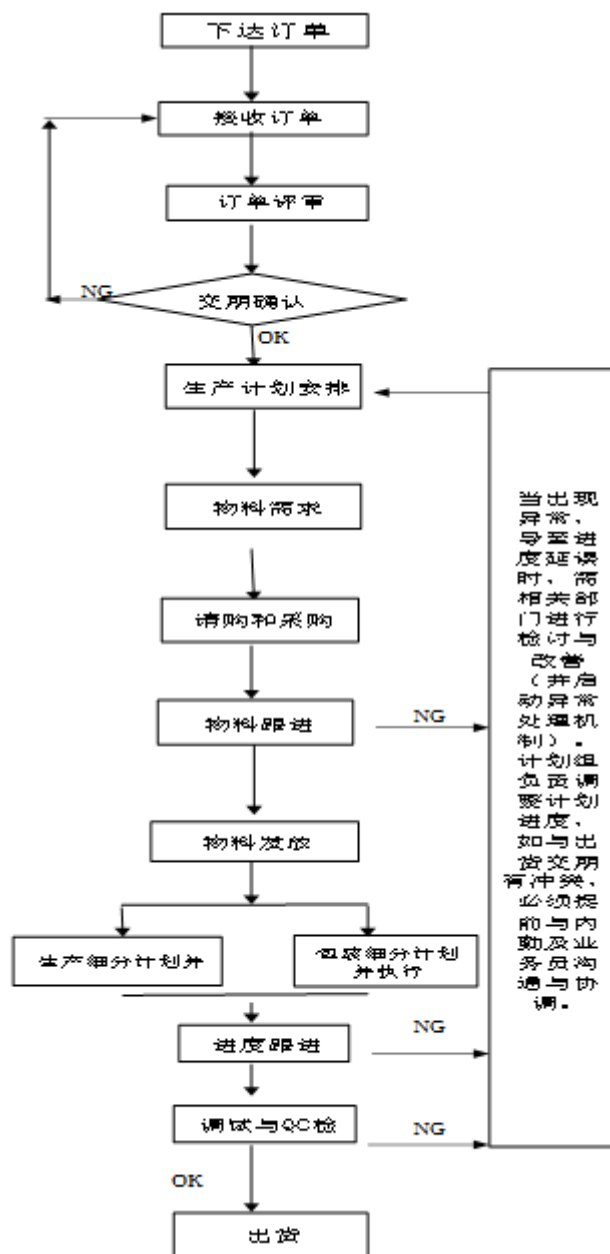 下达订单
接收订单
订单评审
NG
交期确认
OK
生产计划安排
物料需求
请购和采购
物料跟进
NG
物料发放
生产细分计划并
包装细分计划
并执行
进度跟进
NG
调试与QC检
NG
OK
出货
当出现
异常、
导至进
度延误
时、需
相关部
门进行
检讨与
改善
（并启
动异常
处理机
制）。
计划组
负责调
整计划
进度、
如与出
货交期
有冲突、
必须提
前与内
勤及业
务员沟
通与协
调。